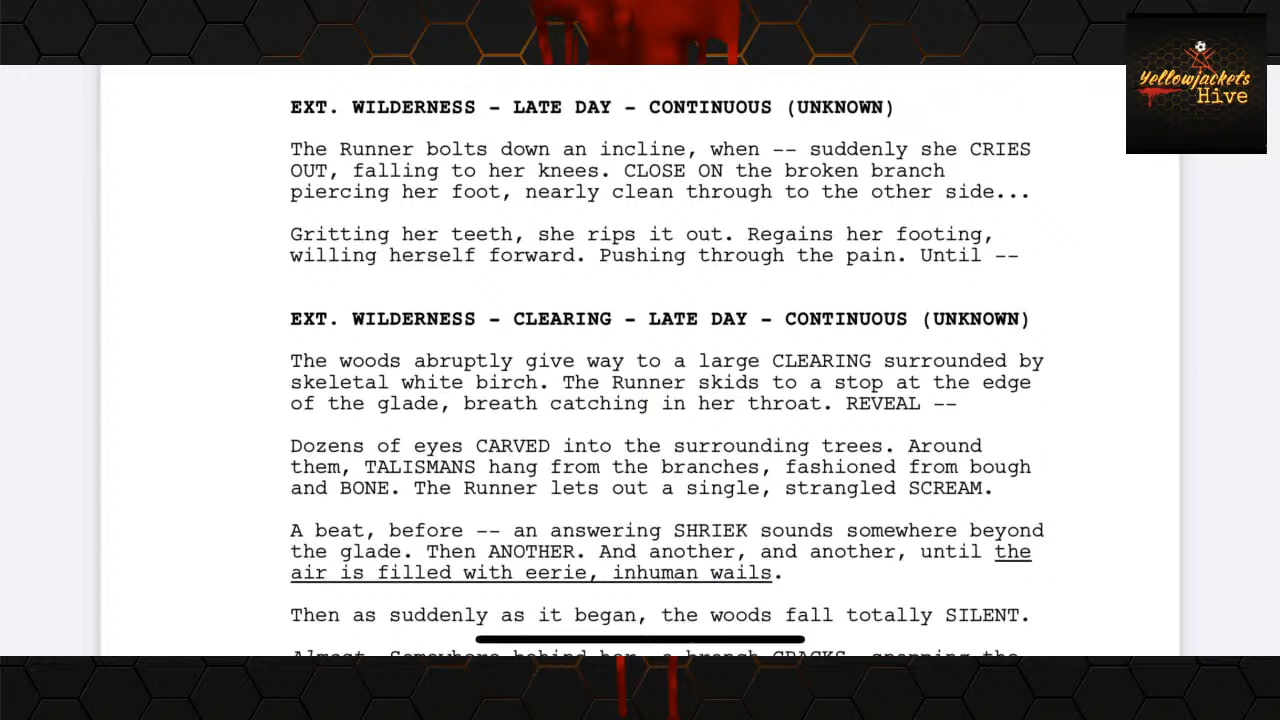 Yellowjackets
Hive
EXT. WILDERNESS - LATE DAY - CONTINUOUS (UNKNOWN)
The Runner bolts down an incline, when -- suddenly she CRIES
OUT, falling to her knees. CLOSE ON the broken branch
piercing her foot, nearly clean through to the other side...
Gritting her teeth, she rips it out. Regains her footing,
willing herself forward. Pushing through the pain. Until --
EXT. WILDERNESS - CLEARING - LATE DAY - CONTINUOUS (UNKNOWN)
The woods abruptly give way to a large CLEARING surrounded by
skeletal white birch. The Runner skids to a stop at the edge
of the glade, breath catching in her throat. REVEAL --
Dozens of eyes CARVED into the surrounding trees. Around
them, TALISMANS hang from the branches, fashioned from bough
and BONE. The Runner lets out a single, strangled SCREAM.
A beat, before -- an answering SHRIEK sounds somewhere beyond
the glade. Then ANOTHER. And another, and another, until the
air is filled with eerie, inhuman wails.
Then as suddenly as it began, the woods fall totally SILENT.
Almost. Somewhere behind her, a branch CRACKS, snapping the